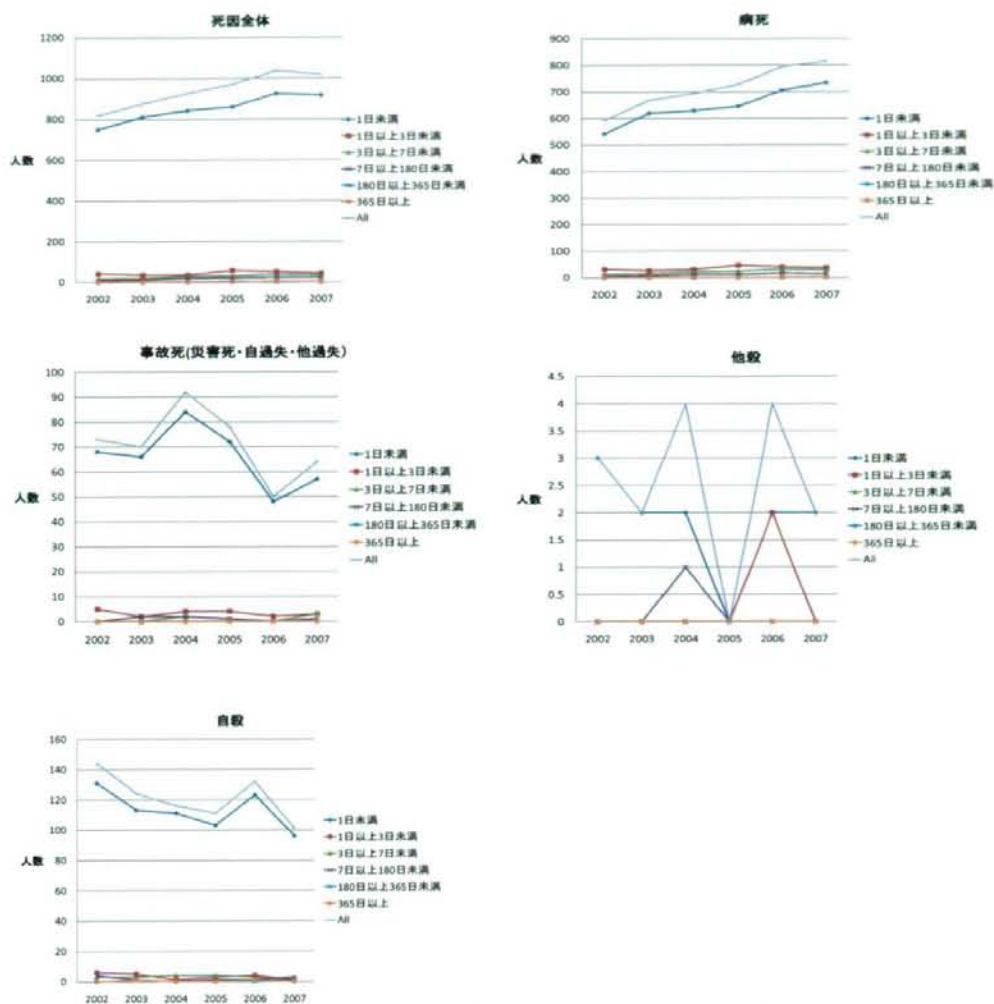 死因全体
1200
1000
800
600
400
200
0
人数
2002 2003 2004 2005 2006 2007
1日未満
1日以上3日未満
3日以上7日未満
7日以上180日未満
180日以上365日未満
365日以上
All
病死
900
800
700
600
500
400
300
200
100
0
人数
2002 2003 2004 2005 2006 2007
1日未満
1日以上3日未満
3日以上7日未満
7日以上180日未満
180日以上365日未満
365日以上
All
事故死(災害死・自過失・他過失)
100
90
80
70
60
50
40
30
20
10
0
人数
2002 2003 2004 2005 2006 2007
1日未満
1日以上3日未満
3日以上7日未満
7日以上180日未満
180日以上365日未満
365日以上
All
他殺
4.5
4
3.5
3
2.5
2
1.5
1
0.5
0
人数
2002 2003 2004 2005 2006 2007
1日未満
1日以上3日未満
3日以上7日未満
7日以上180日未満
180日以上365日未満
365日以上
All
自殺
160
140
120
100
80
60
40
20
0
人数
2002 2003 2004 2005 2006 2007
1日未満
1日以上3日未満
3日以上7日未満
7日以上180日未満
180日以上365日未満
365日以上
All